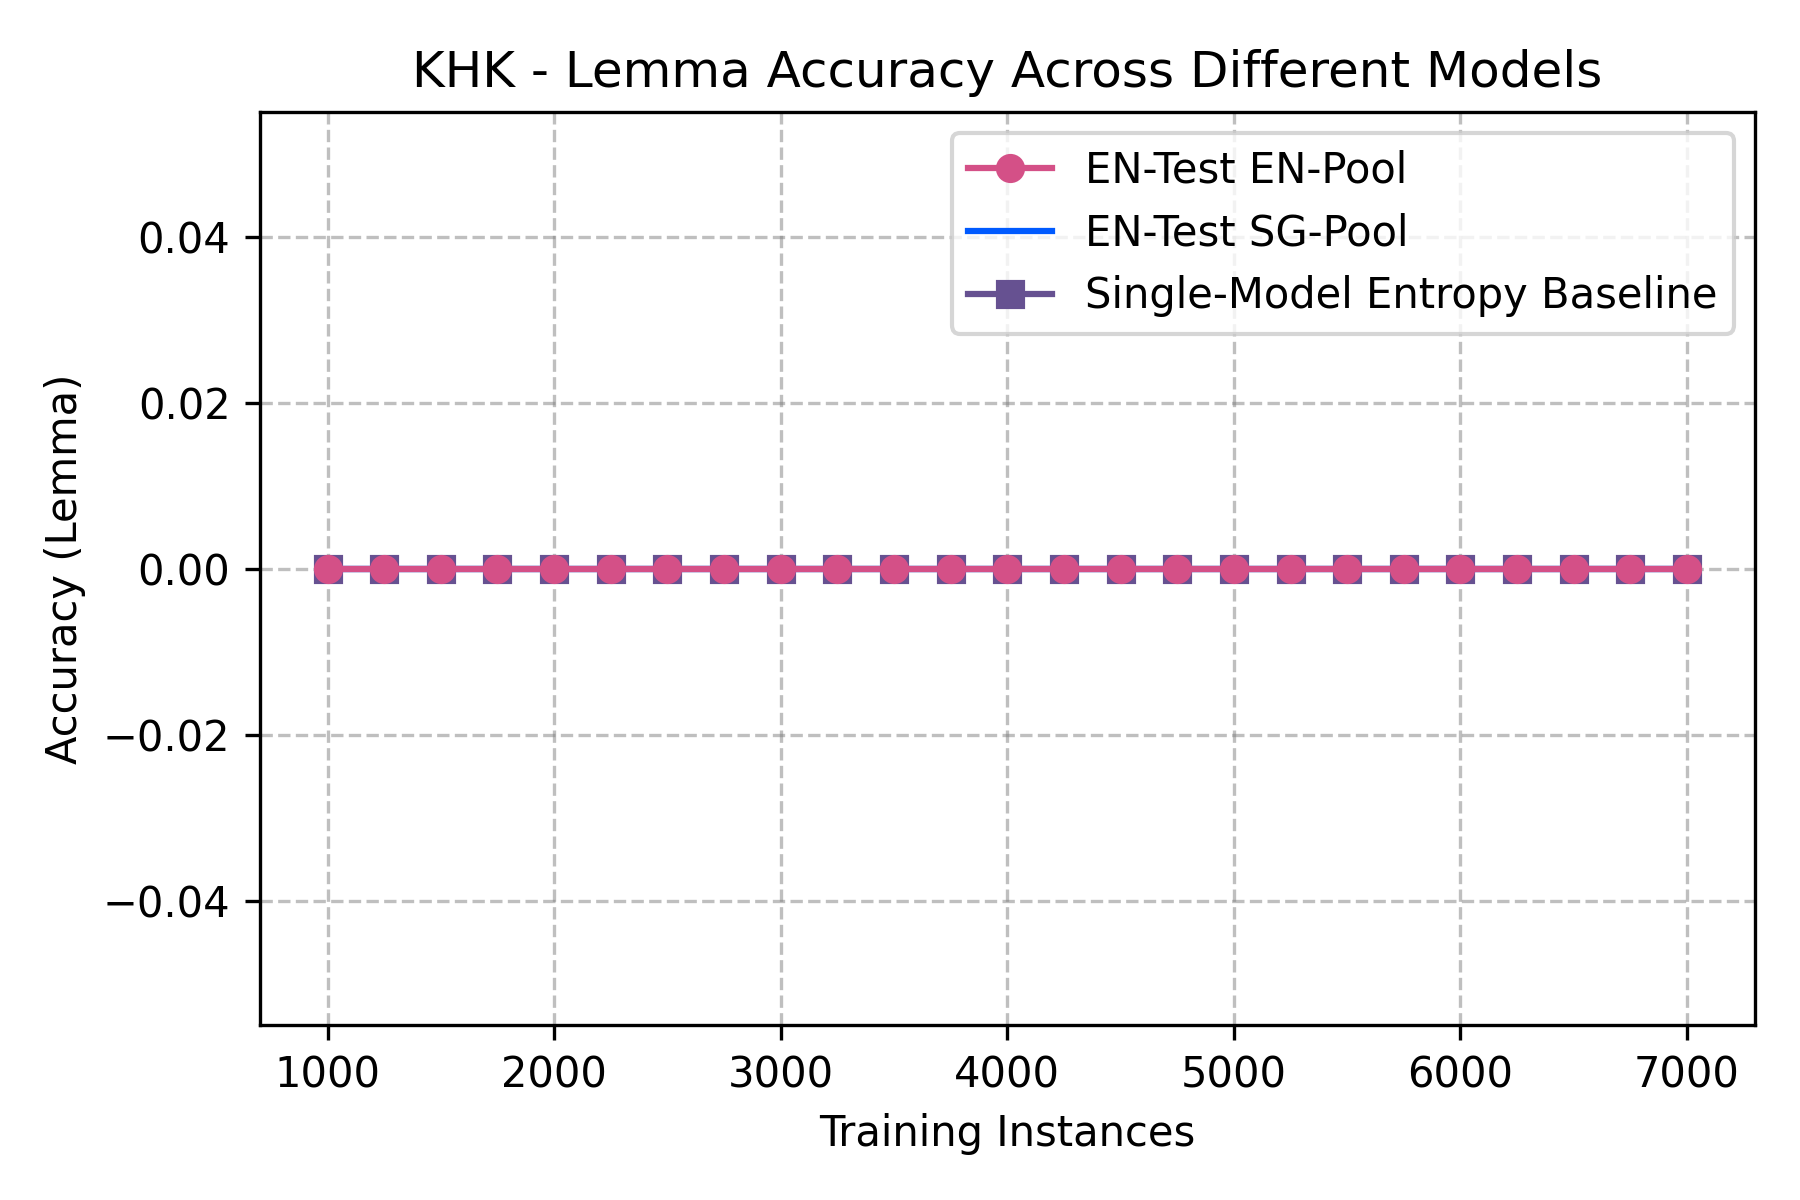 KHK - Lemma Accuracy Across Different Models
EN-Test EN-Pool
EN-Test SG-Pool
Single-Model Entropy Baseline
Accuracy (Lemma)
0.04
0.02
0.00
−0.02
−0.04
1000 2000 3000 4000 5000 6000 7000
Training Instances